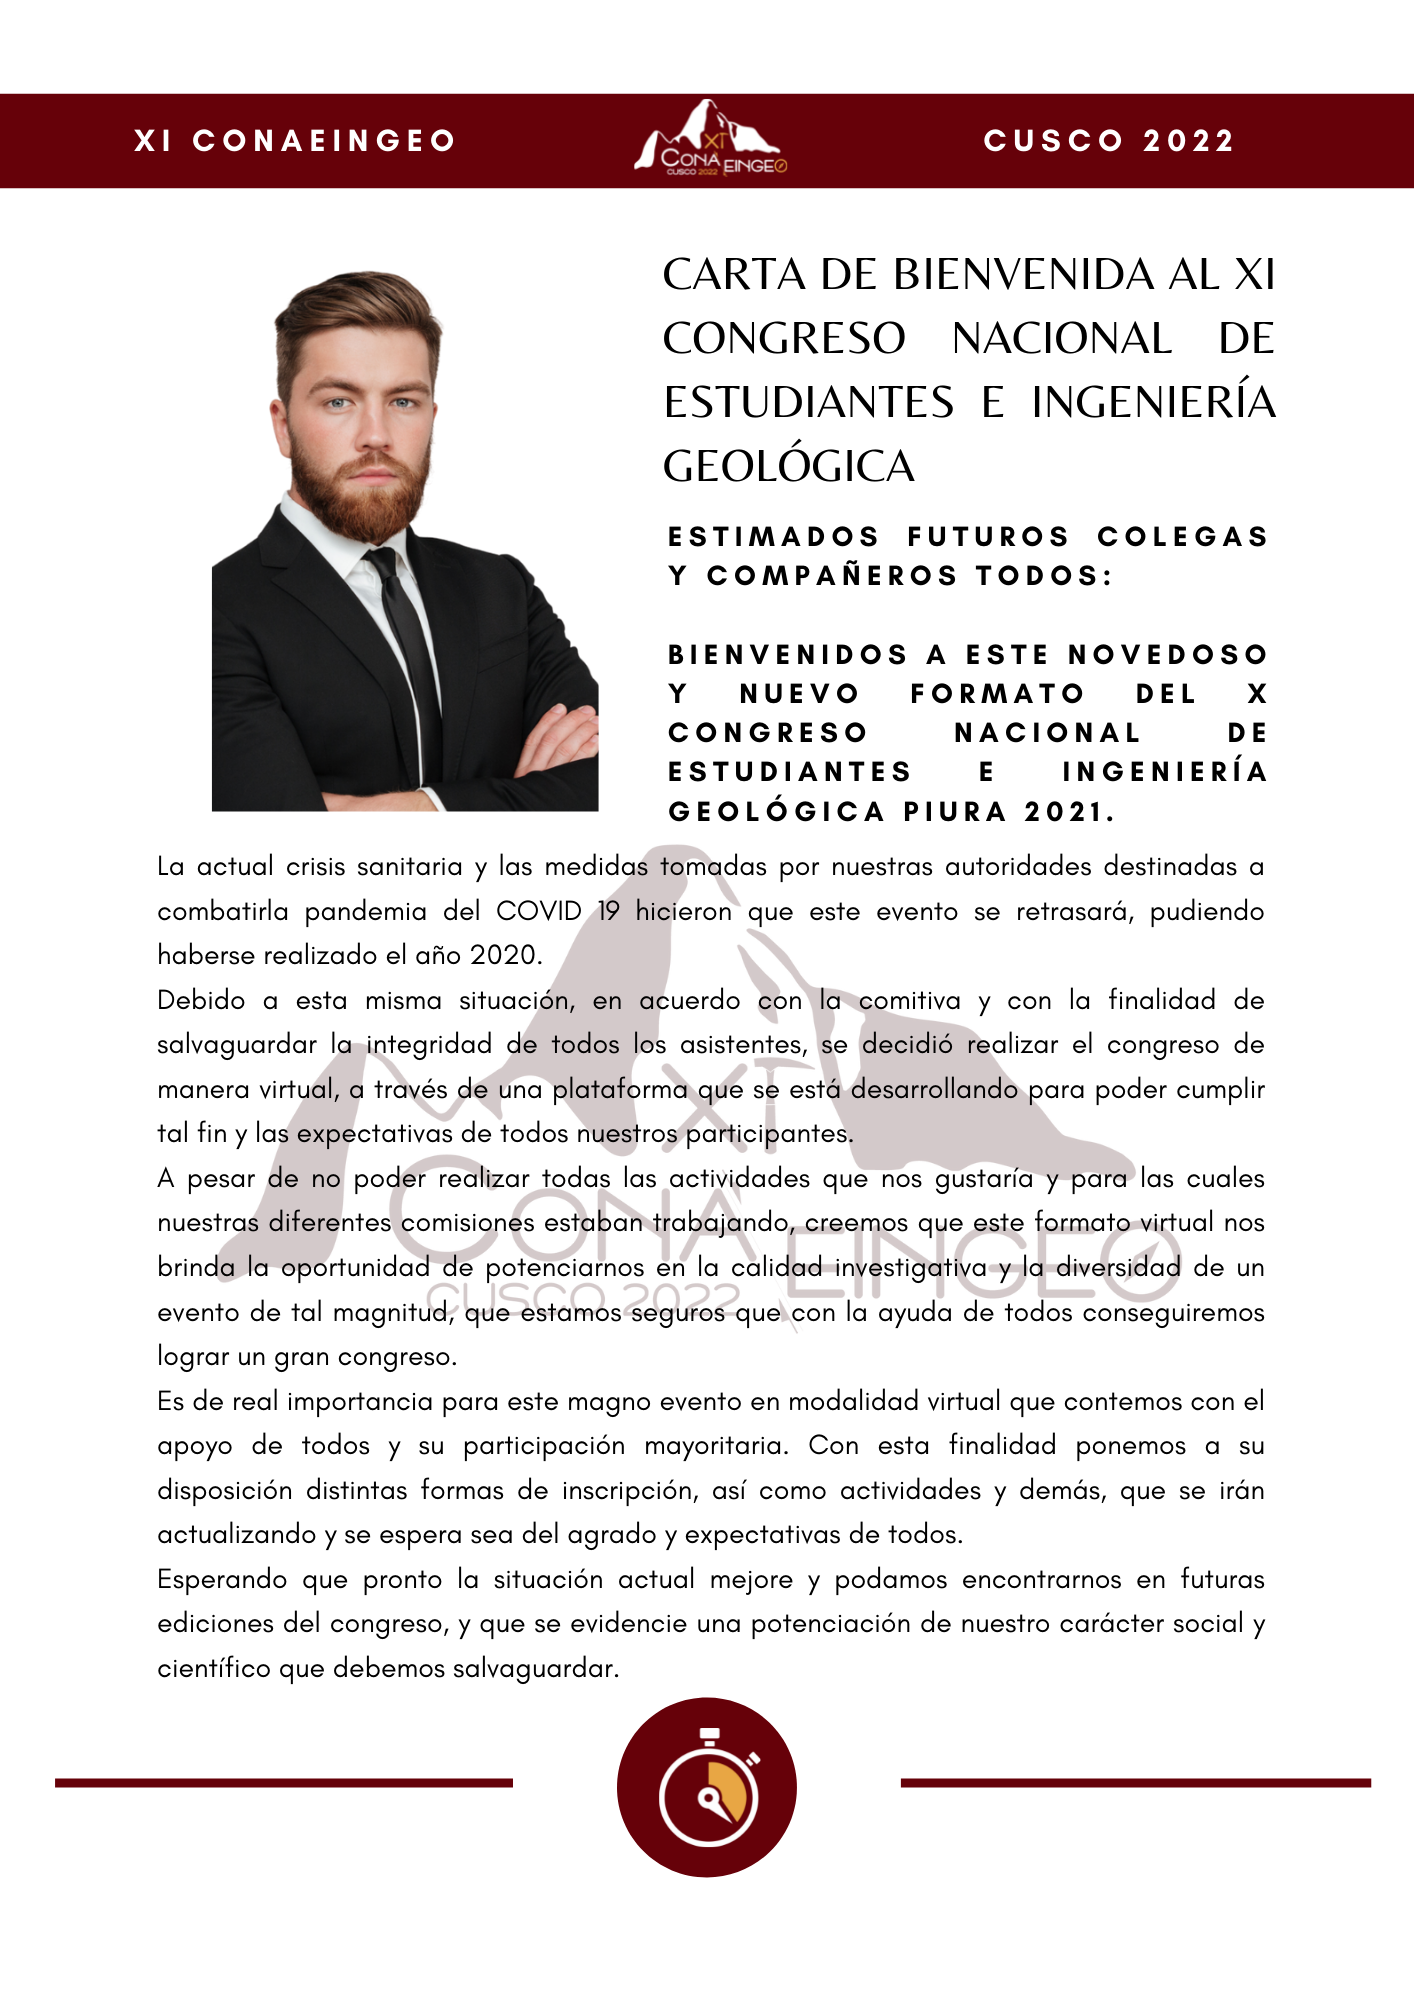 XI CONAEINGEO
XI
CONA EINGEO
CUSCO 2022
CUSCO 2022
CARTA DE BIENVENIDA AL XI
CONGRESO NACIONAL DE
ESTUDIANTES E INGENIERÍA
GEOLÓGICA
ESTIMADOS FUTUROS COLEGAS
Y COMPAÑEROS TODOS:
BIENVENIDOS A ESTE NOVEDOSO
Y NUEVO FORMATO DEL X
CONGRESO NACIONAL DE
ESTUDIANTES E INGENIERÍA
GEOLÓGICA PIURA 2021.
La actual crisis sanitaria y las medidas tomadas por nuestras autoridades destinadas a
combatirla pandemia del COVID 19 hicieron que este evento se retrasará, pudiendo
haberse realizado el año 2020.
Debido a esta misma situación, en acuerdo con la comitiva y con la finalidad de
salvaguardar la integridad de todos los asistentes, se decidió realizar el congreso de
manera virtual, a través de una plataforma que se está desarrollando para poder cumplir
tal fin y las expectativas de todos nuestros participantes.
A pesar de no poder realizar todas las actividades que nos gustaría y para las cuales
nuestras diferentes comisiones estaban trabajando, creemos que este formato virtual nos
brinda la oportunidad de potenciarnos en la calidad investigativa y la diversidad de un
evento de tal magnitud, que estamos seguros que con la ayuda de todos conseguiremos
lograr un gran congreso.
Es de real importancia para este magno evento en modalidad virtual que contemos con el
apoyo de todos y su participación mayoritaria. Con esta finalidad ponemos a su
disposición distintas formas de inscripción, así como actividades y demás, que se irán
actualizando y se espera sea del agrado y expectativas de todos.
Esperando que pronto la situación actual mejore y podamos encontrarnos en futuras
ediciones del congreso, y que se evidencie una potenciación de nuestro carácter social y
científico que debemos salvaguardar.
XI
CONA EINGEO
CUSCO 2022